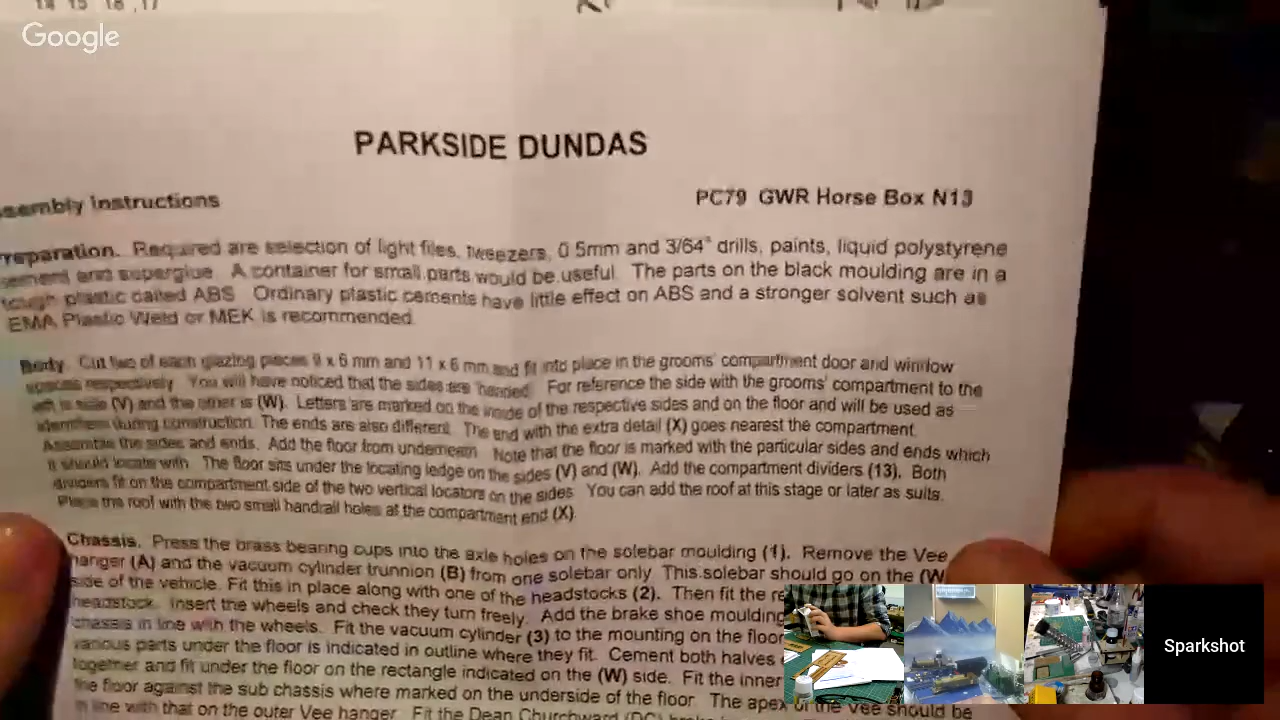 14 15 16 ,17
Google
PARKSIDE DUNDAS
ssembly Instructions
PC79 GWR Horse Box N13
reparation. Required are selection of light files, tweezers, 0 5mm and 3/64" drills, paints, liquid polystyrene
cement and superglue. A container for small parts would be useful. The parts on the black moulding are in a
tough plastic called ABS. Ordinary plastic cements have little effect on ABS and a stronger solvent such as
EMA Plastic Weld or MEK is recommended.
Body. Cut two of each glazing pieces 9 x 6 mm and 11 x 6 mm and fit into place in the grooms' compartment door and window
spaces respectively. You will have noticed that the sides are 'handed'. For reference the side with the grooms' compartment to the
left is side (V) and the other is (W). Letters are marked on the inside of the respective sides and on the floor and will be used as
identifiers during construction. The ends are also different. The end with the extra detail (X) goes nearest the compartment.
Assemble the sides and ends. Add the floor from underneath. Note that the floor is marked with the particular sides and ends which
it should locate with. The floor sits under the locating ledge on the sides (V) and (W). Add the compartment dividers (13). Both
dividers fit on the compartment side of the two vertical locators on the sides. You can add the roof at this stage or later as suits.
Place the roof with the two small handrail holes at the compartment end (X).
Chassis. Press the brass bearing cups into the axle holes on the solebar moulding (1). Remove the Vee
hanger (A) and the vacuum cylinder trunnion (B) from one solebar only. This solebar should go on the (W
side of the vehicle. Fit this in place along with one of the headstocks (2). Then fit the re
headstock. Insert the wheels and check they turn freely. Add the brake shoe moulding
chassis in line with the wheels. Fit the vacuum cylinder (3) to the mounting on the floor
various parts under the floor is indicated in outline where they fit. Cement both halves
together and fit under the floor on the rectangle indicated on the (W) side. Fit the inner
the floor against the sub chassis where marked on the underside of the floor. The apex of the Vee should be
in line with that on the outer Vee hanger. Fit the Dean Churchward (DC)
Sparkshot